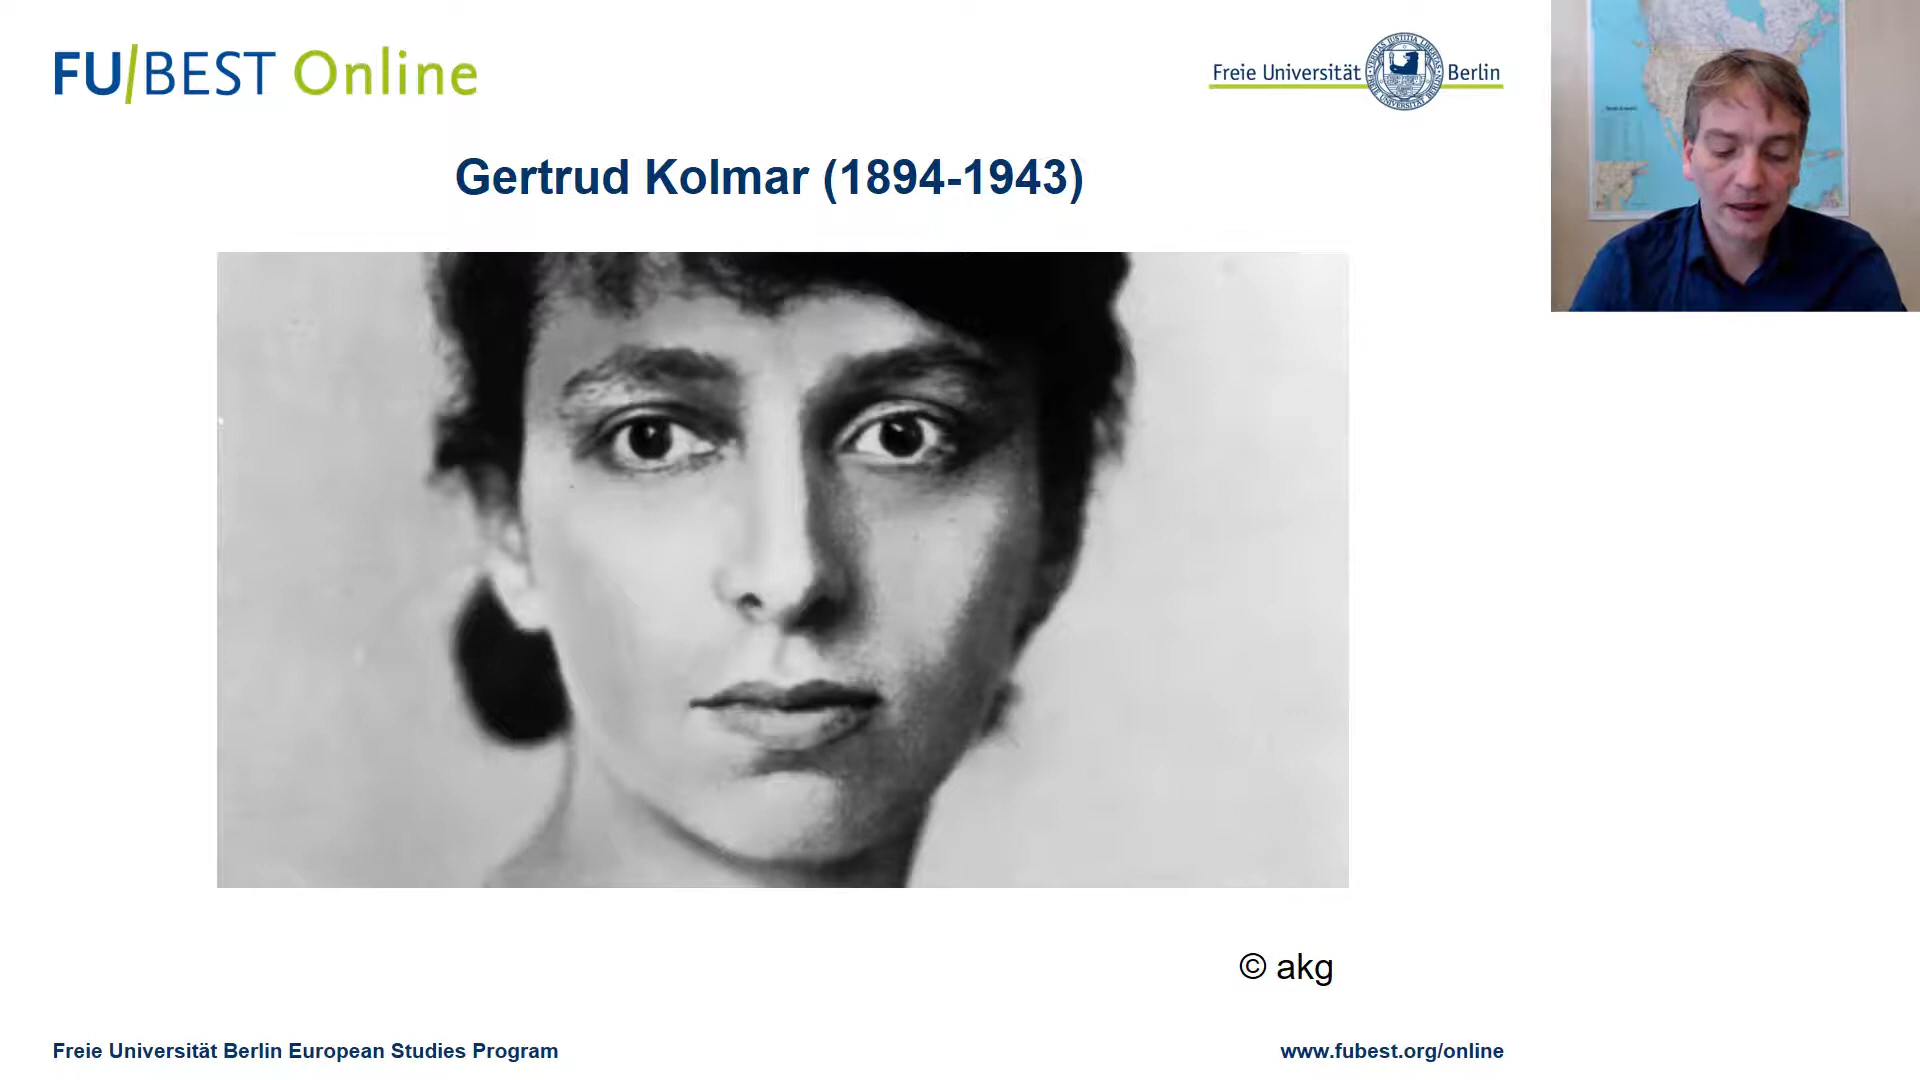 FU/BEST Online
Freie Universität Berlin
Gertrud Kolmar (1894-1943)
© akg
Freie Universität Berlin European Studies Program
www.fubest.org/online